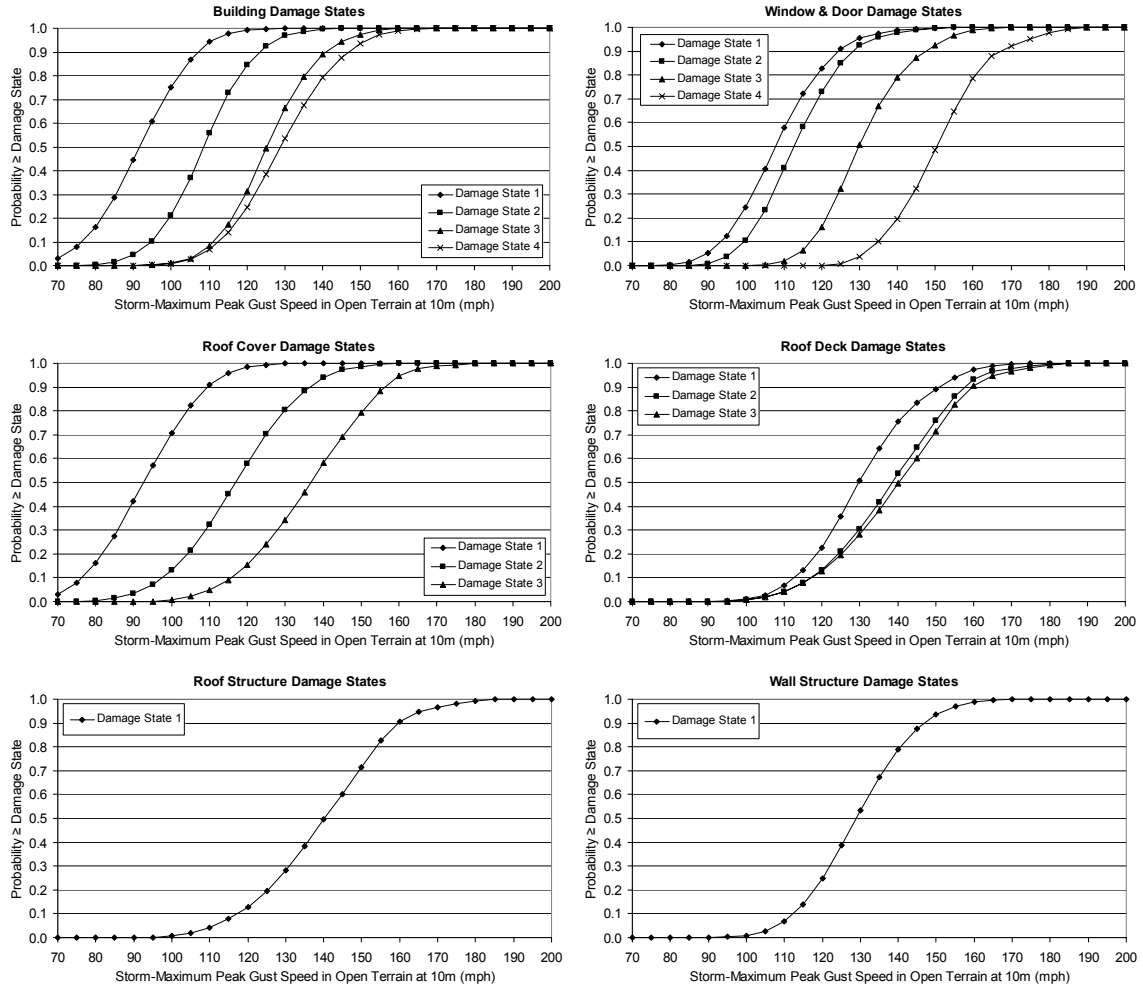 Building Damage States
Probability ≥ Damage State
1.0
0.9
0.8
0.7
0.6
0.5
0.4
0.3
0.2
0.1
0.0
Damage State 1
Damage State 2
Damage State 3
Damage State 4
70 80 90 100 110 120 130 140 150 160 170 180 190 200
Storm-Maximum Peak Gust Speed in Open Terrain at 10m (mph)
Window & Door Damage States
Probability ≥ Damage State
1.0
0.9
0.8
0.7
0.6
0.5
0.4
0.3
0.2
0.1
0.0
Damage State 1
Damage State 2
Damage State 3
Damage State 4
70 80 90 100 110 120 130 140 150 160 170 180 190 200
Storm-Maximum Peak Gust Speed in Open Terrain at 10m (mph)
Roof Cover Damage States
Probability ≥ Damage State
1.0
0.9
0.8
0.7
0.6
0.5
0.4
0.3
0.2
0.1
0.0
Damage State 1
Damage State 2
Damage State 3
70 80 90 100 110 120 130 140 150 160 170 180 190 200
Storm-Maximum Peak Gust Speed in Open Terrain at 10m (mph)
Roof Deck Damage States
Probability ≥ Damage State
1.0
0.9
0.8
0.7
0.6
0.5
0.4
0.3
0.2
0.1
0.0
Damage State 1
Damage State 2
Damage State 3
70 80 90 100 110 120 130 140 150 160 170 180 190 200
Storm-Maximum Peak Gust Speed in Open Terrain at 10m (mph)
Roof Structure Damage States
Probability ≥ Damage State
1.0
0.9
0.8
0.7
0.6
0.5
0.4
0.3
0.2
0.1
0.0
Damage State 1
70 80 90 100 110 120 130 140 150 160 170 180 190 200
Storm-Maximum Peak Gust Speed in Open Terrain at 10m (mph)
Wall Structure Damage States
Probability ≥ Damage State
1.0
0.9
0.8
0.7
0.6
0.5
0.4
0.3
0.2
0.1
0.0
Damage State 1
70 80 90 100 110 120 130 140 150 160 170 180 190 200
Storm-Maximum Peak Gust Speed in Open Terrain at 10m (mph)